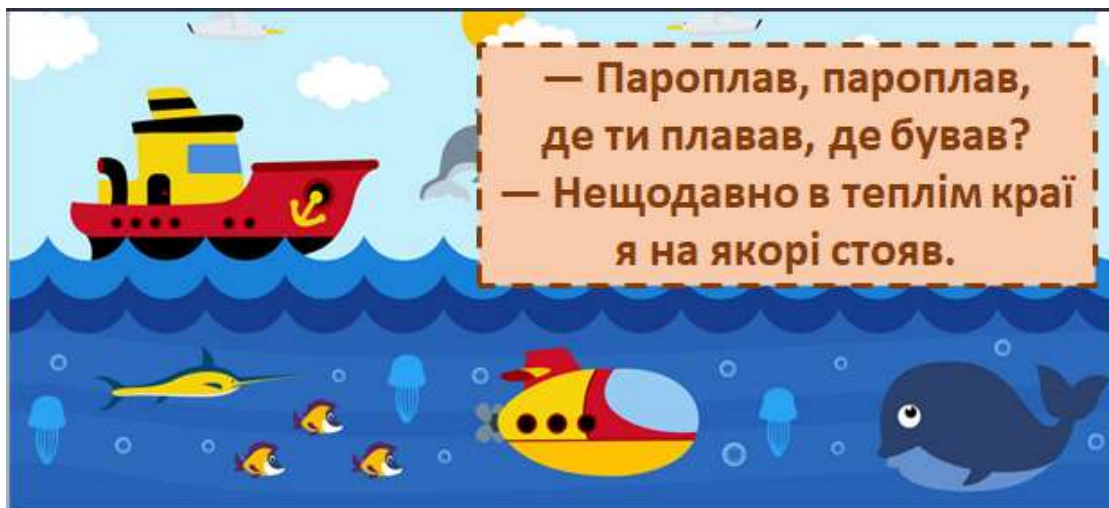 — Пароплав, пароплав,
де ти плавав, де бував?
— Нещодавно в теплім краї
я на якорі стояв.